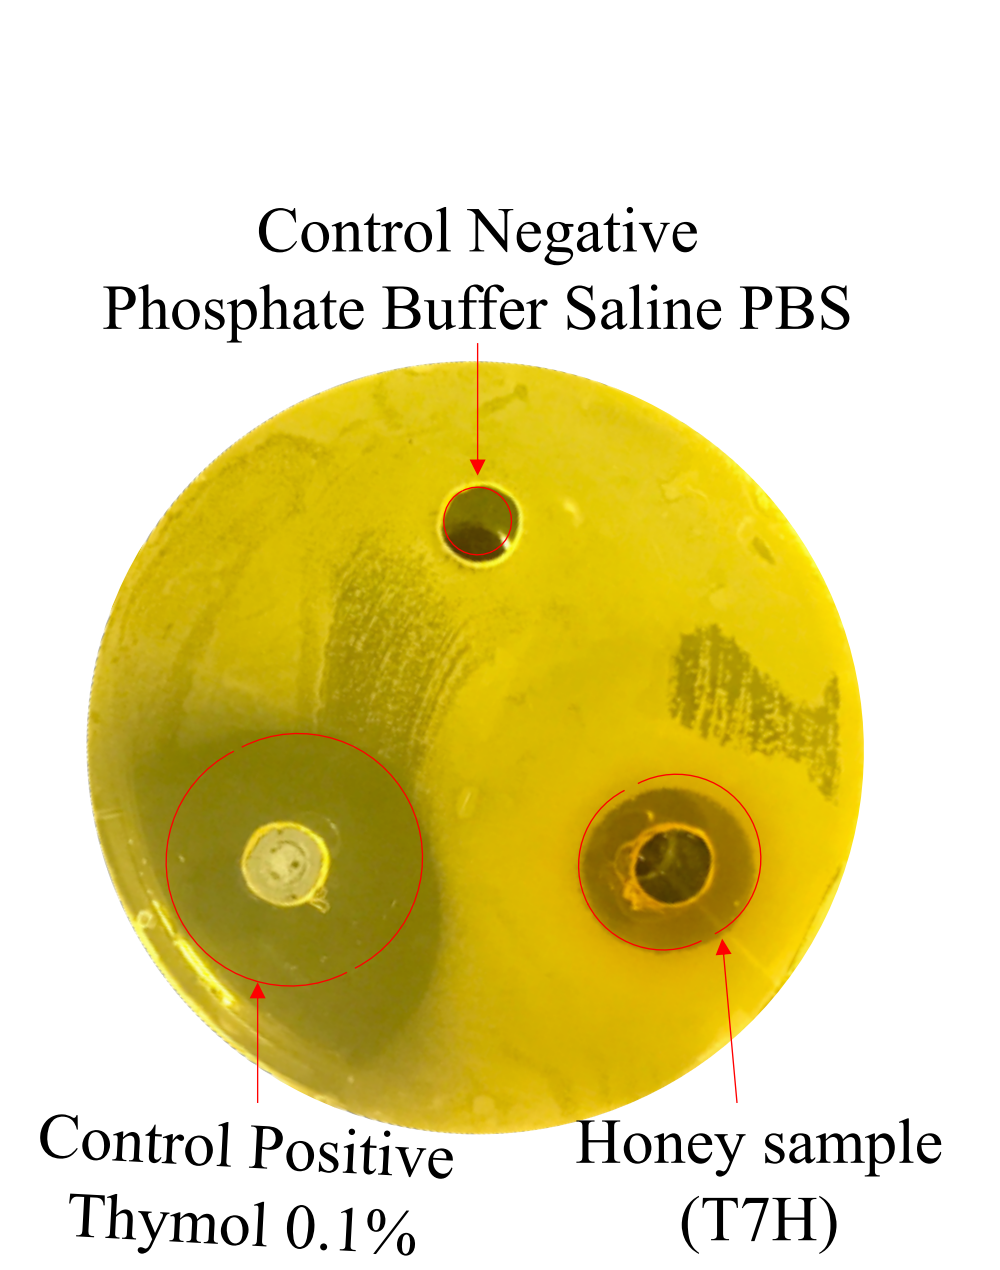 Control Negative
Phosphate Buffer Saline PBS
Control Positive
Thymol 0.1%
Honey sample
(T7H)